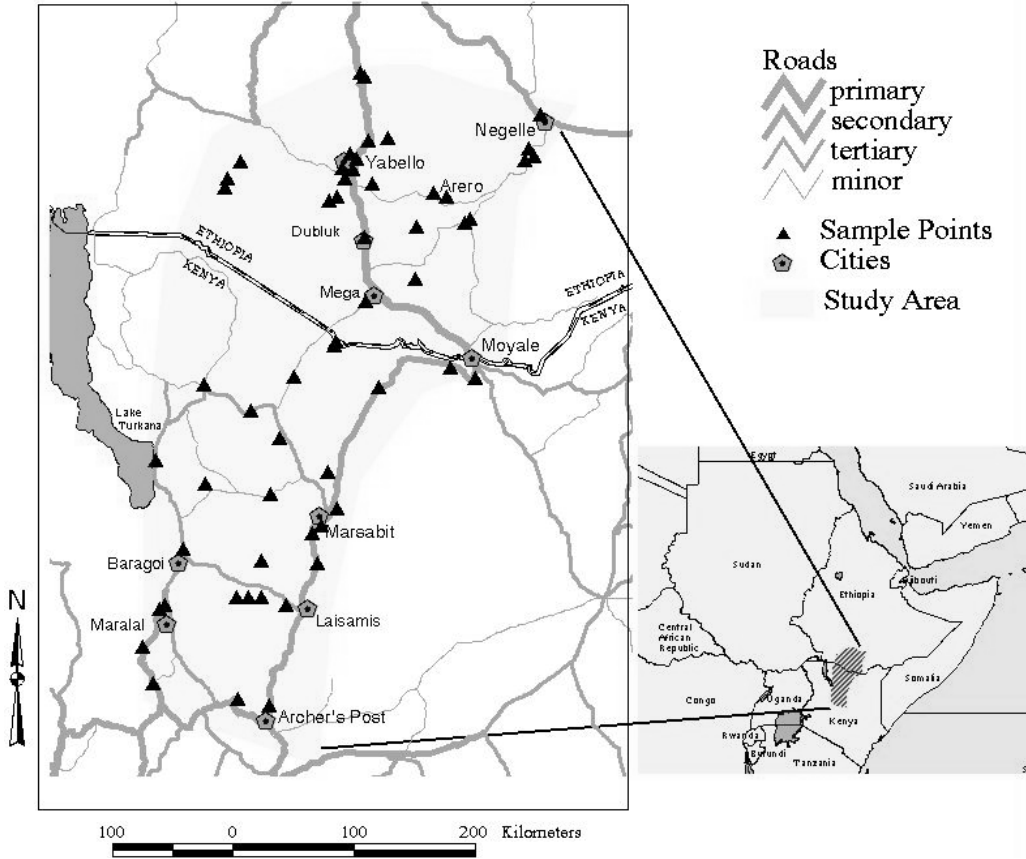 Negelle
Yabello
Arero
Dubluk
ETHIOPIA
KENYA
Mega
ETHIOPIA
KENYA
Moyale
Lake
Turkana
Marsabit
Baragoi
Laisamis
Maralal
Archer's Post
N
100 0 100 200 Kilometers
Roads
primary
secondary
tertiary
minor
Sample Points
Cities
Study Area
Egypt
Saudi Arabia
Yemen
Sudan
Djibouti
Ethiopia
Central
African
Republic
Somalia
Congo
Uganda
Kenya
Rwanda
Burundi
Tanzania
S